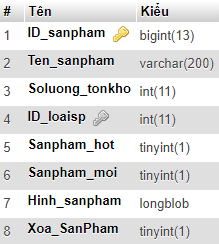 # Tên Kiểu
1 ID_sanpham bigint(13)
2 Ten_sanpham varchar(200)
3 Soluong_tonkho int(11)
4 ID_loaisp int(11)
5 Sanpham_hot tinyint(1)
6 Sanpham_moi tinyint(1)
7 Hinh_sanpham longblob
8 Xoa_SanPham tinyint(1)